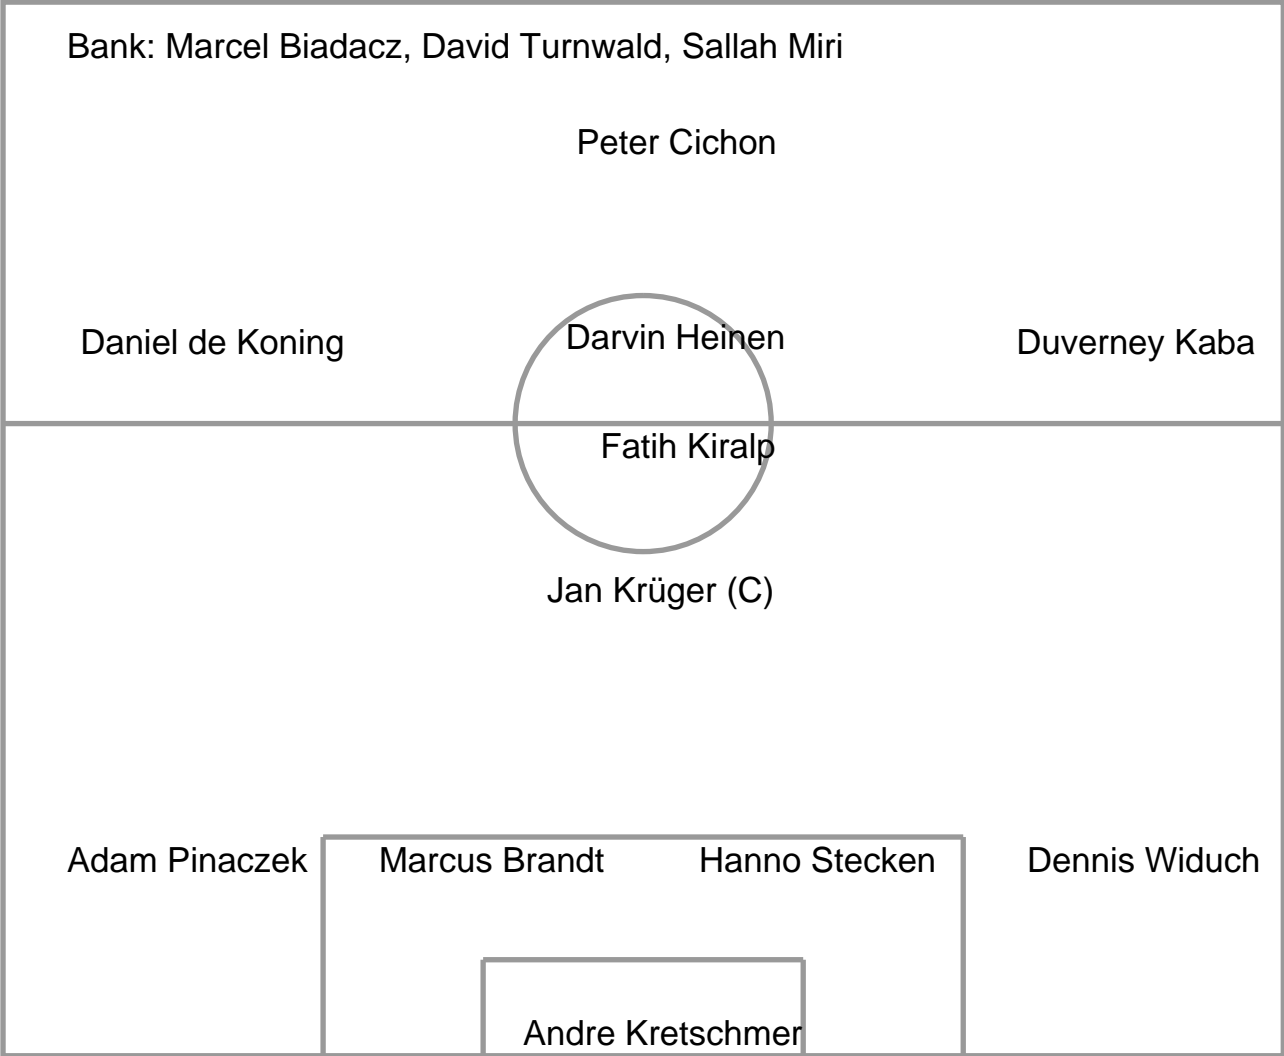 Bank: Marcel Biadacz, David Turnwald, Sallah Miri
Peter Cichon
Daniel de Koning
Darvin Heinen
Duverney Kaba
Fatih Kiralp
Jan Krüger (C)
Adam Pinaczek
Marcus Brandt
Hanno Stecken
Dennis Widuch
Andre Kretschmer